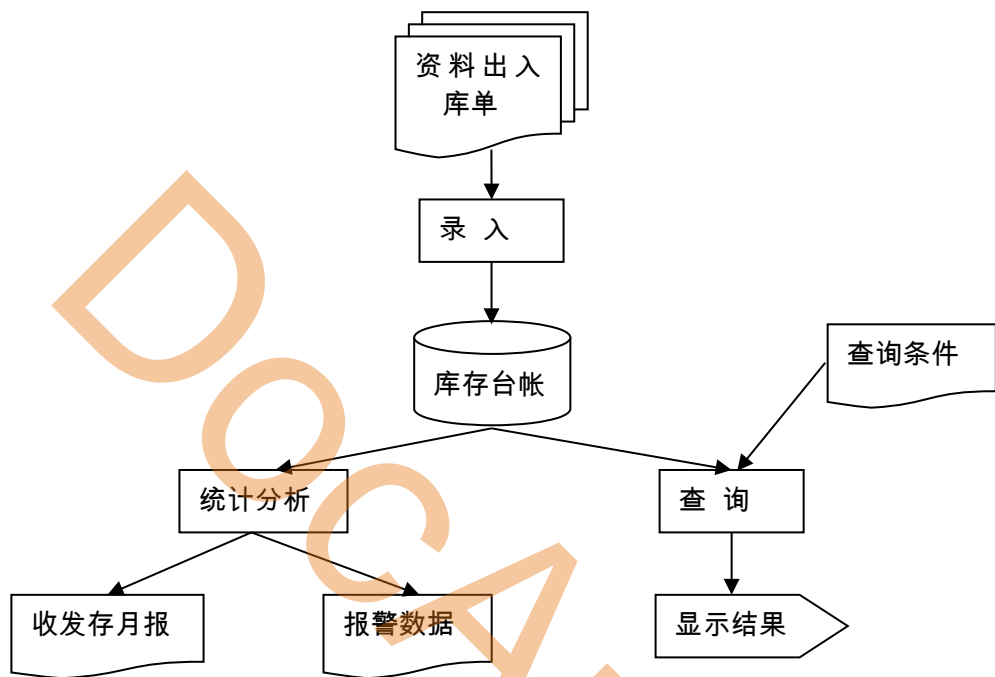 资料出入
库单
录 入
库存台帐
查询条件
统计分析
查 询
收发存月报
报警数据
显示结果
DOCA